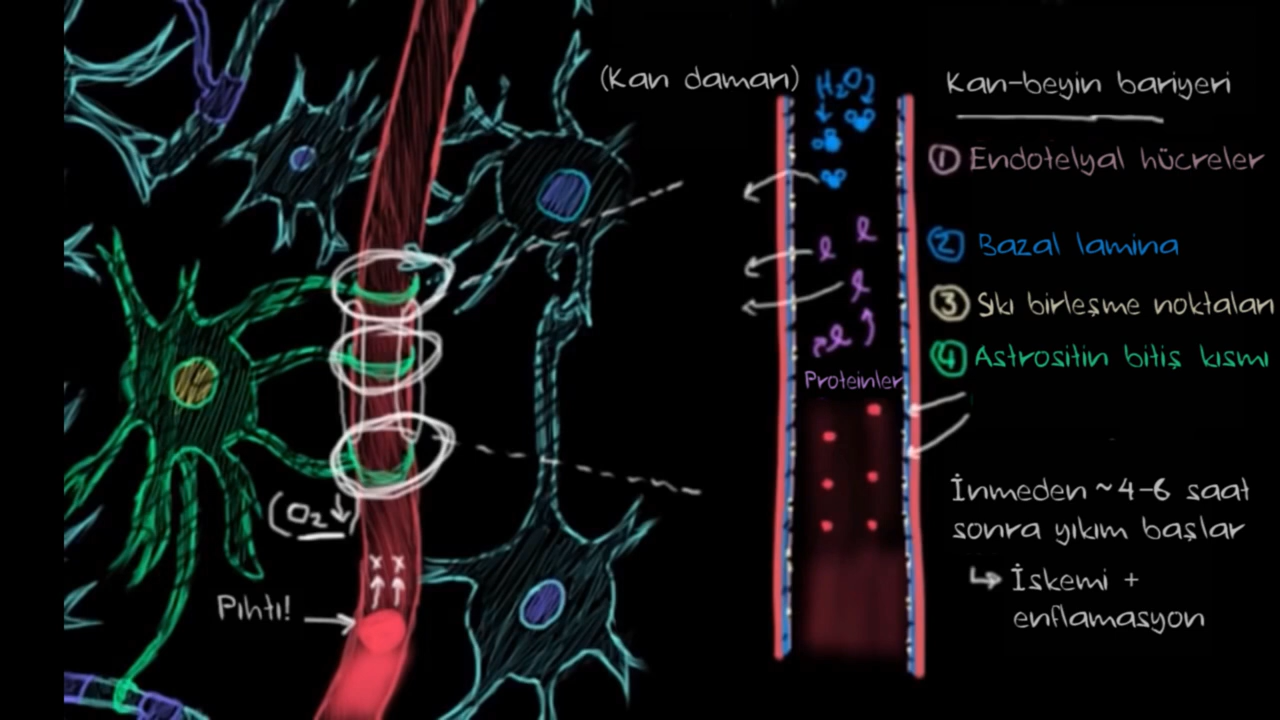 (Kan damarı)
H₂O
Kan-beyin bariyeri
① Endotelyal hücreler
② Bazal lamina
③ Sıkı birleşme noktaları
④ Astrositin bitiş kısmı
Proteinler
İnmeden ~4-6 saat
sonra yıkım başlar
↳ İskemi +
enflamasyon
(O₂↓)
x x
Pıhtı!